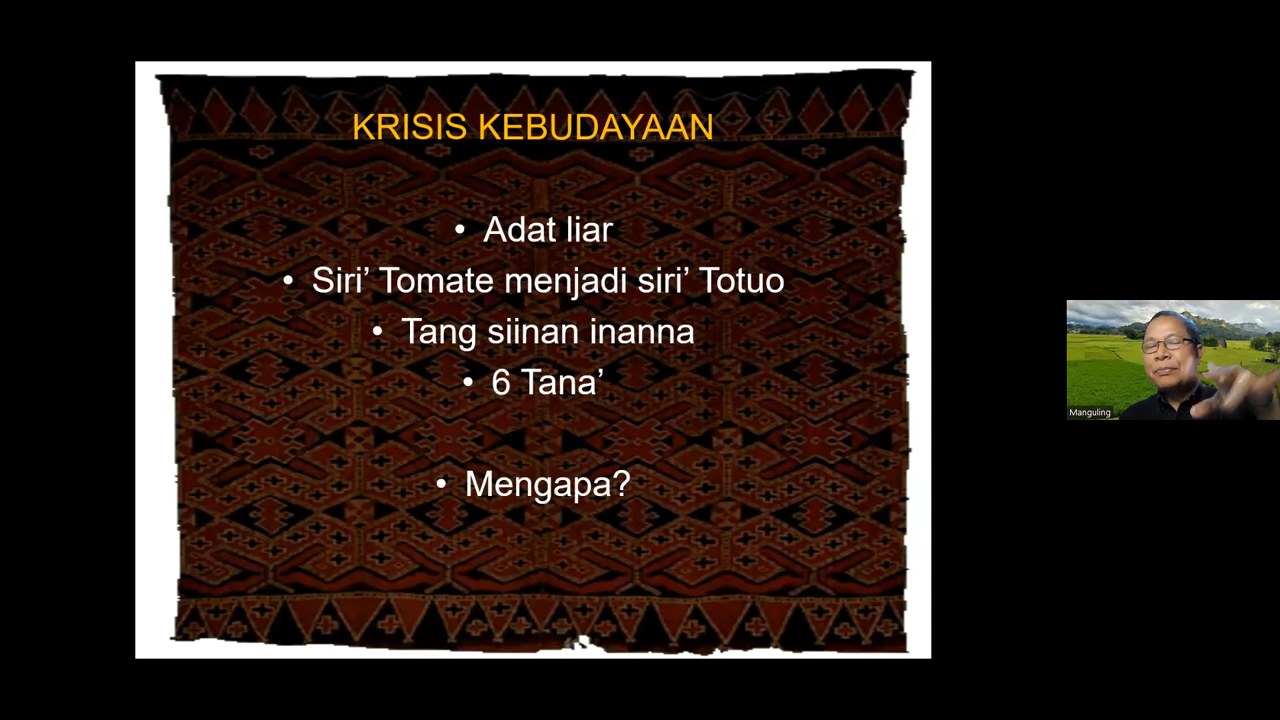 KRISIS KEBUDAYAAN
• Adat liar
• Siri’ Tomate menjadi siri’ Totuo
• Tang siinan inanna
• 6 Tana’
• Mengapa?
Manguling